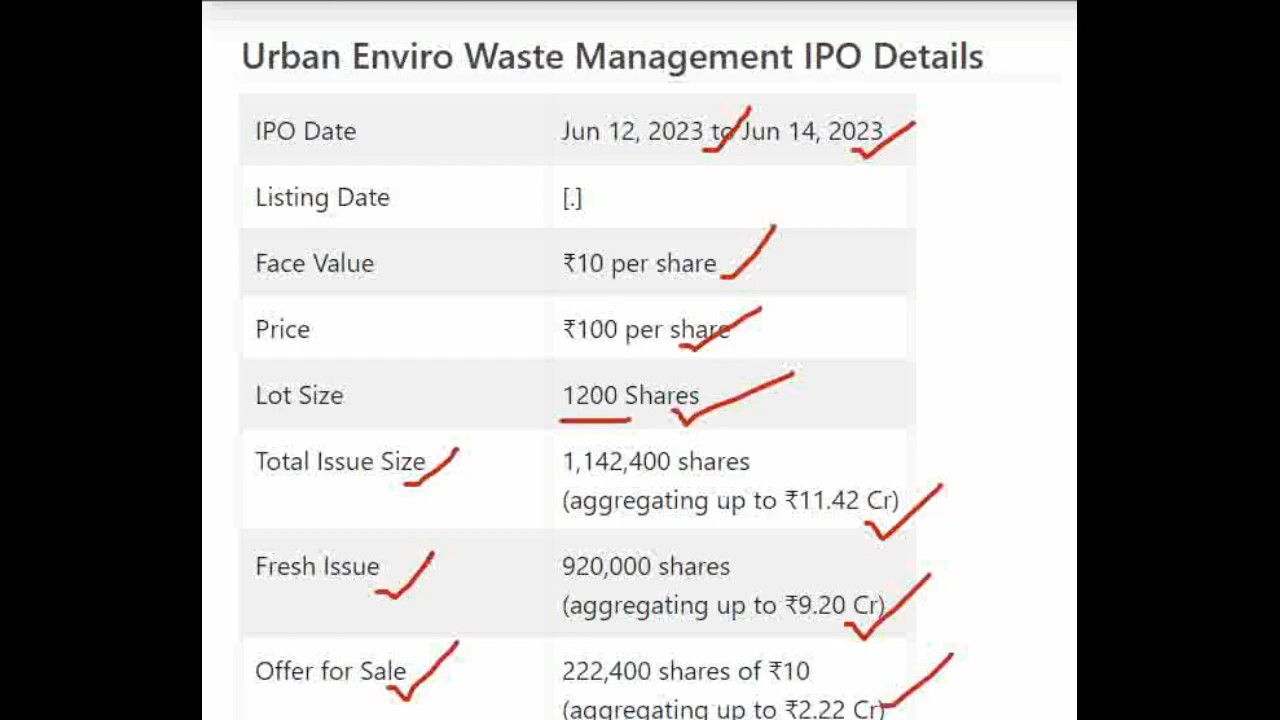 Urban Enviro Waste Management IPO Details
IPO Date Jun 12, 2023 to Jun 14, 2023
Listing Date [.]
Face Value ₹10 per share
Price ₹100 per share
Lot Size 1200 Shares
Total Issue Size 1,142,400 shares
(aggregating up to ₹11.42 Cr)
Fresh Issue 920,000 shares
(aggregating up to ₹9.20 Cr)
Offer for Sale 222,400 shares of ₹10
(aggregating up to ₹2.22 Cr)